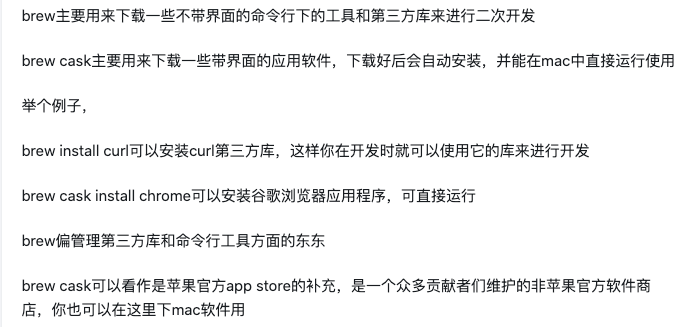 brew主要用来下载一些不带界面的命令行下的工具和第三方库来进行二次开发
brew cask主要用来下载一些带界面的应用软件，下载好后会自动安装，并能在mac中直接运行使用
举个例子，
brew install curl可以安装curl第三方库，这样你在开发时就可以使用它的库来进行开发
brew cask install chrome可以安装谷歌浏览器应用程序，可直接运行
brew偏管理第三方库和命令行工具方面的东东
brew cask可以看作是苹果官方app store的补充，是一个众多贡献者们维护的非苹果官方软件商
店，你也可以在这里下mac软件用